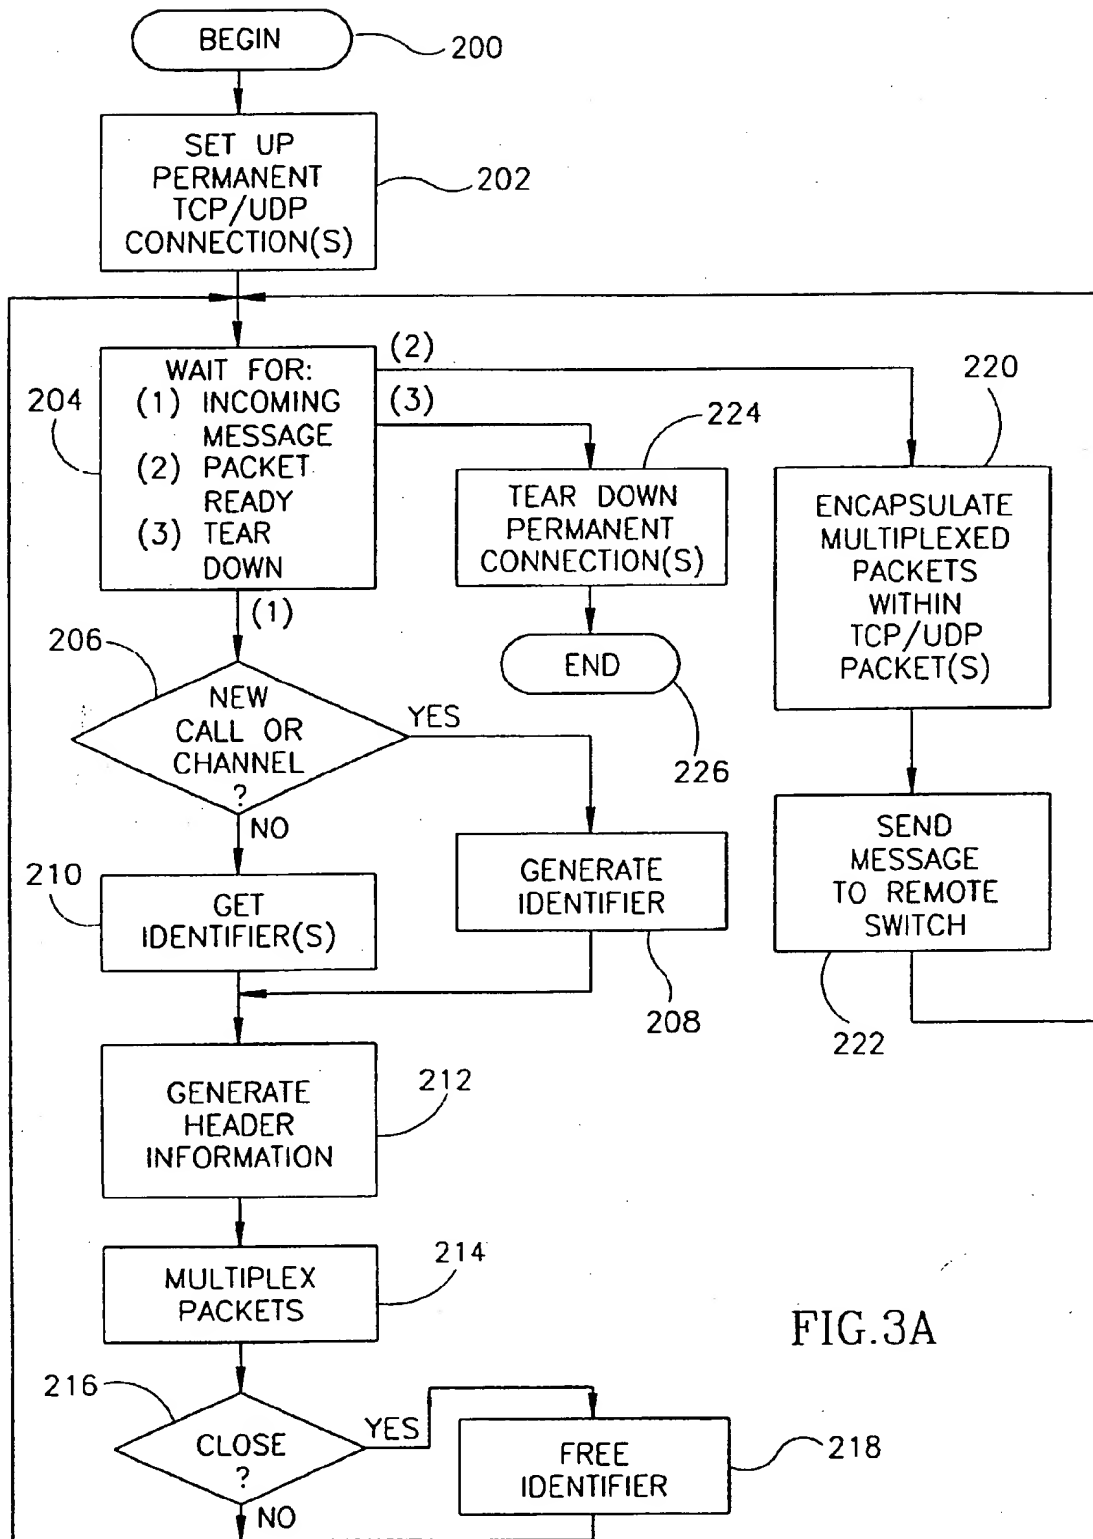 BEGIN
200
SET UP
PERMANENT
TCP/UDP
CONNECTION(S)
202
WAIT FOR:
(1) INCOMING
MESSAGE
(2) PACKET
READY
(3) TEAR
DOWN
204
(2)
(3)
(1)
224
TEAR DOWN
PERMANENT
CONNECTION(S)
END
226
220
ENCAPSULATE
MULTIPLEXED
PACKETS
WITHIN
TCP/UDP
PACKET(S)
SEND
MESSAGE
TO REMOTE
SWITCH
222
206
NEW
CALL OR
CHANNEL
?
YES
NO
GENERATE
IDENTIFIER
208
210
GET
IDENTIFIER(S)
GENERATE
HEADER
INFORMATION
212
MULTIPLEX
PACKETS
214
216
CLOSE
?
YES
NO
FREE
IDENTIFIER
218
FIG.3A